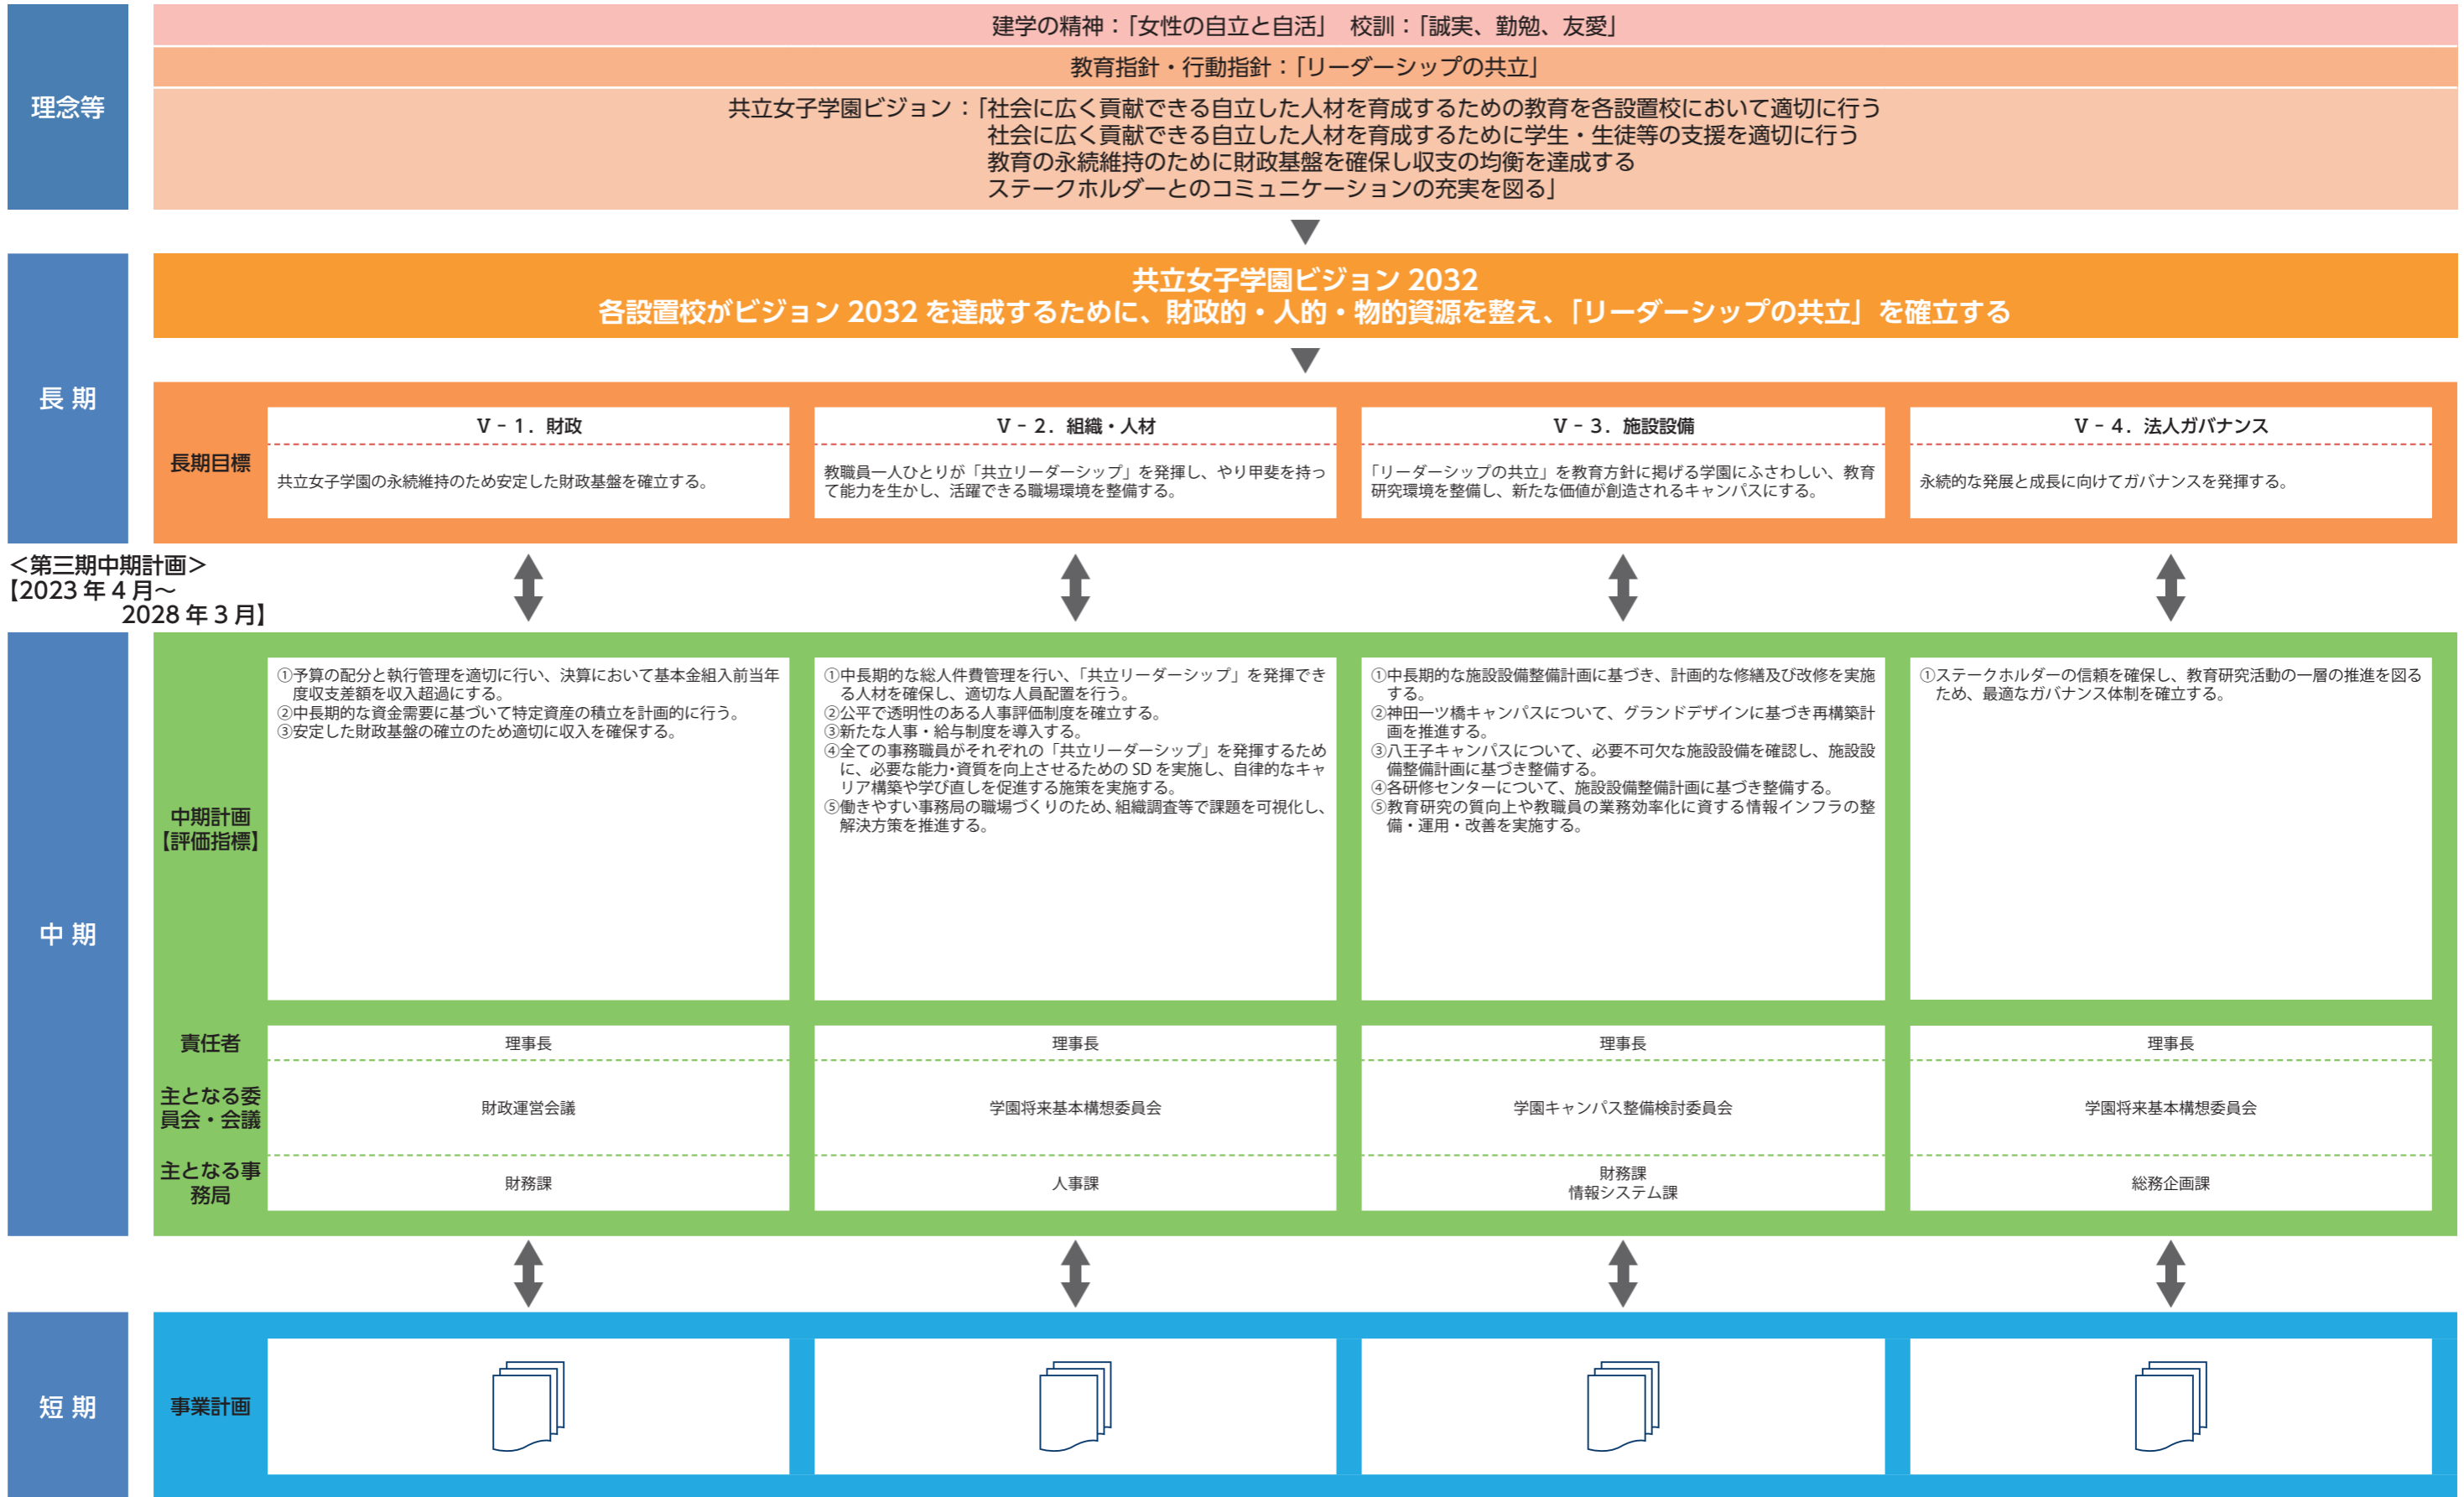 理念等
建学の精神：「女性の自立と自活」 校訓：「誠実、勤勉、友愛」
教育指針・行動指針：「リーダーシップの共立」
共立女子学園ビジョン：「社会に広く貢献できる自立した人材を育成するための教育を各設置校において適切に行う
社会に広く貢献できる自立した人材を育成するために学生・生徒等の支援を適切に行う
教育の永続維持のために財政基盤を確保し収支の均衡を達成する
ステークホルダーとのコミュニケーションの充実を図る」
長 期
共立女子学園ビジョン 2032
各設置校がビジョン 2032 を達成するために、財政的・人的・物的資源を整え、「リーダーシップの共立」を確立する
長期目標
V － 1．財政
共立女子学園の永続維持のため安定した財政基盤を確立する。
V － 2．組織・人材
教職員一人ひとりが「共立リーダーシップ」を発揮し、やり甲斐を持っ
て能力を生かし、活躍できる職場環境を整備する。
V － 3．施設設備
「リーダーシップの共立」を教育方針に掲げる学園にふさわしい、教育
研究環境を整備し、新たな価値が創造されるキャンパスにする。
V － 4．法人ガバナンス
永続的な発展と成長に向けてガバナンスを発揮する。
＜第三期中期計画＞
【2023 年 4 月～
2028 年 3 月】
中 期
中期計画
【評価指標】
①予算の配分と執行管理を適切に行い、決算において基本金組入前当年
度収支差額を収入超過にする。
②中長期的な資金需要に基づいて特定資産の積立を計画的に行う。
③安定した財政基盤の確立のため適切に収入を確保する。
①中長期的な総人件費管理を行い、「共立リーダーシップ」を発揮でき
る人材を確保し、適切な人員配置を行う。
②公平で透明性のある人事評価制度を確立する。
③新たな人事・給与制度を導入する。
④全ての事務職員がそれぞれの「共立リーダーシップ」を発揮するため
に、必要な能力･資質を向上させるための SD を実施し、自律的なキャ
リア構築や学び直しを促進する施策を実施する。
⑤働きやすい事務局の職場づくりのため、組織調査等で課題を可視化し、
解決方策を推進する。
①中長期的な施設設備整備計画に基づき、計画的な修繕及び改修を実施
する。
②神田一ツ橋キャンパスについて、グランドデザインに基づき再構築計
画を推進する。
③八王子キャンパスについて、必要不可欠な施設設備を確認し、施設設
備整備計画に基づき整備する。
④各研修センターについて、施設設備整備計画に基づき整備する。
⑤教育研究の質向上や教職員の業務効率化に資する情報インフラの整
備・運用・改善を実施する。
①ステークホルダーの信頼を確保し、教育研究活動の一層の推進を図る
ため、最適なガバナンス体制を確立する。
責任者
理事長
理事長
理事長
理事長
主となる委
員会・会議
財政運営会議
学園将来基本構想委員会
学園キャンパス整備検討委員会
学園将来基本構想委員会
主となる事
務局
財務課
人事課
財務課
情報システム課
総務企画課
短 期
事業計画